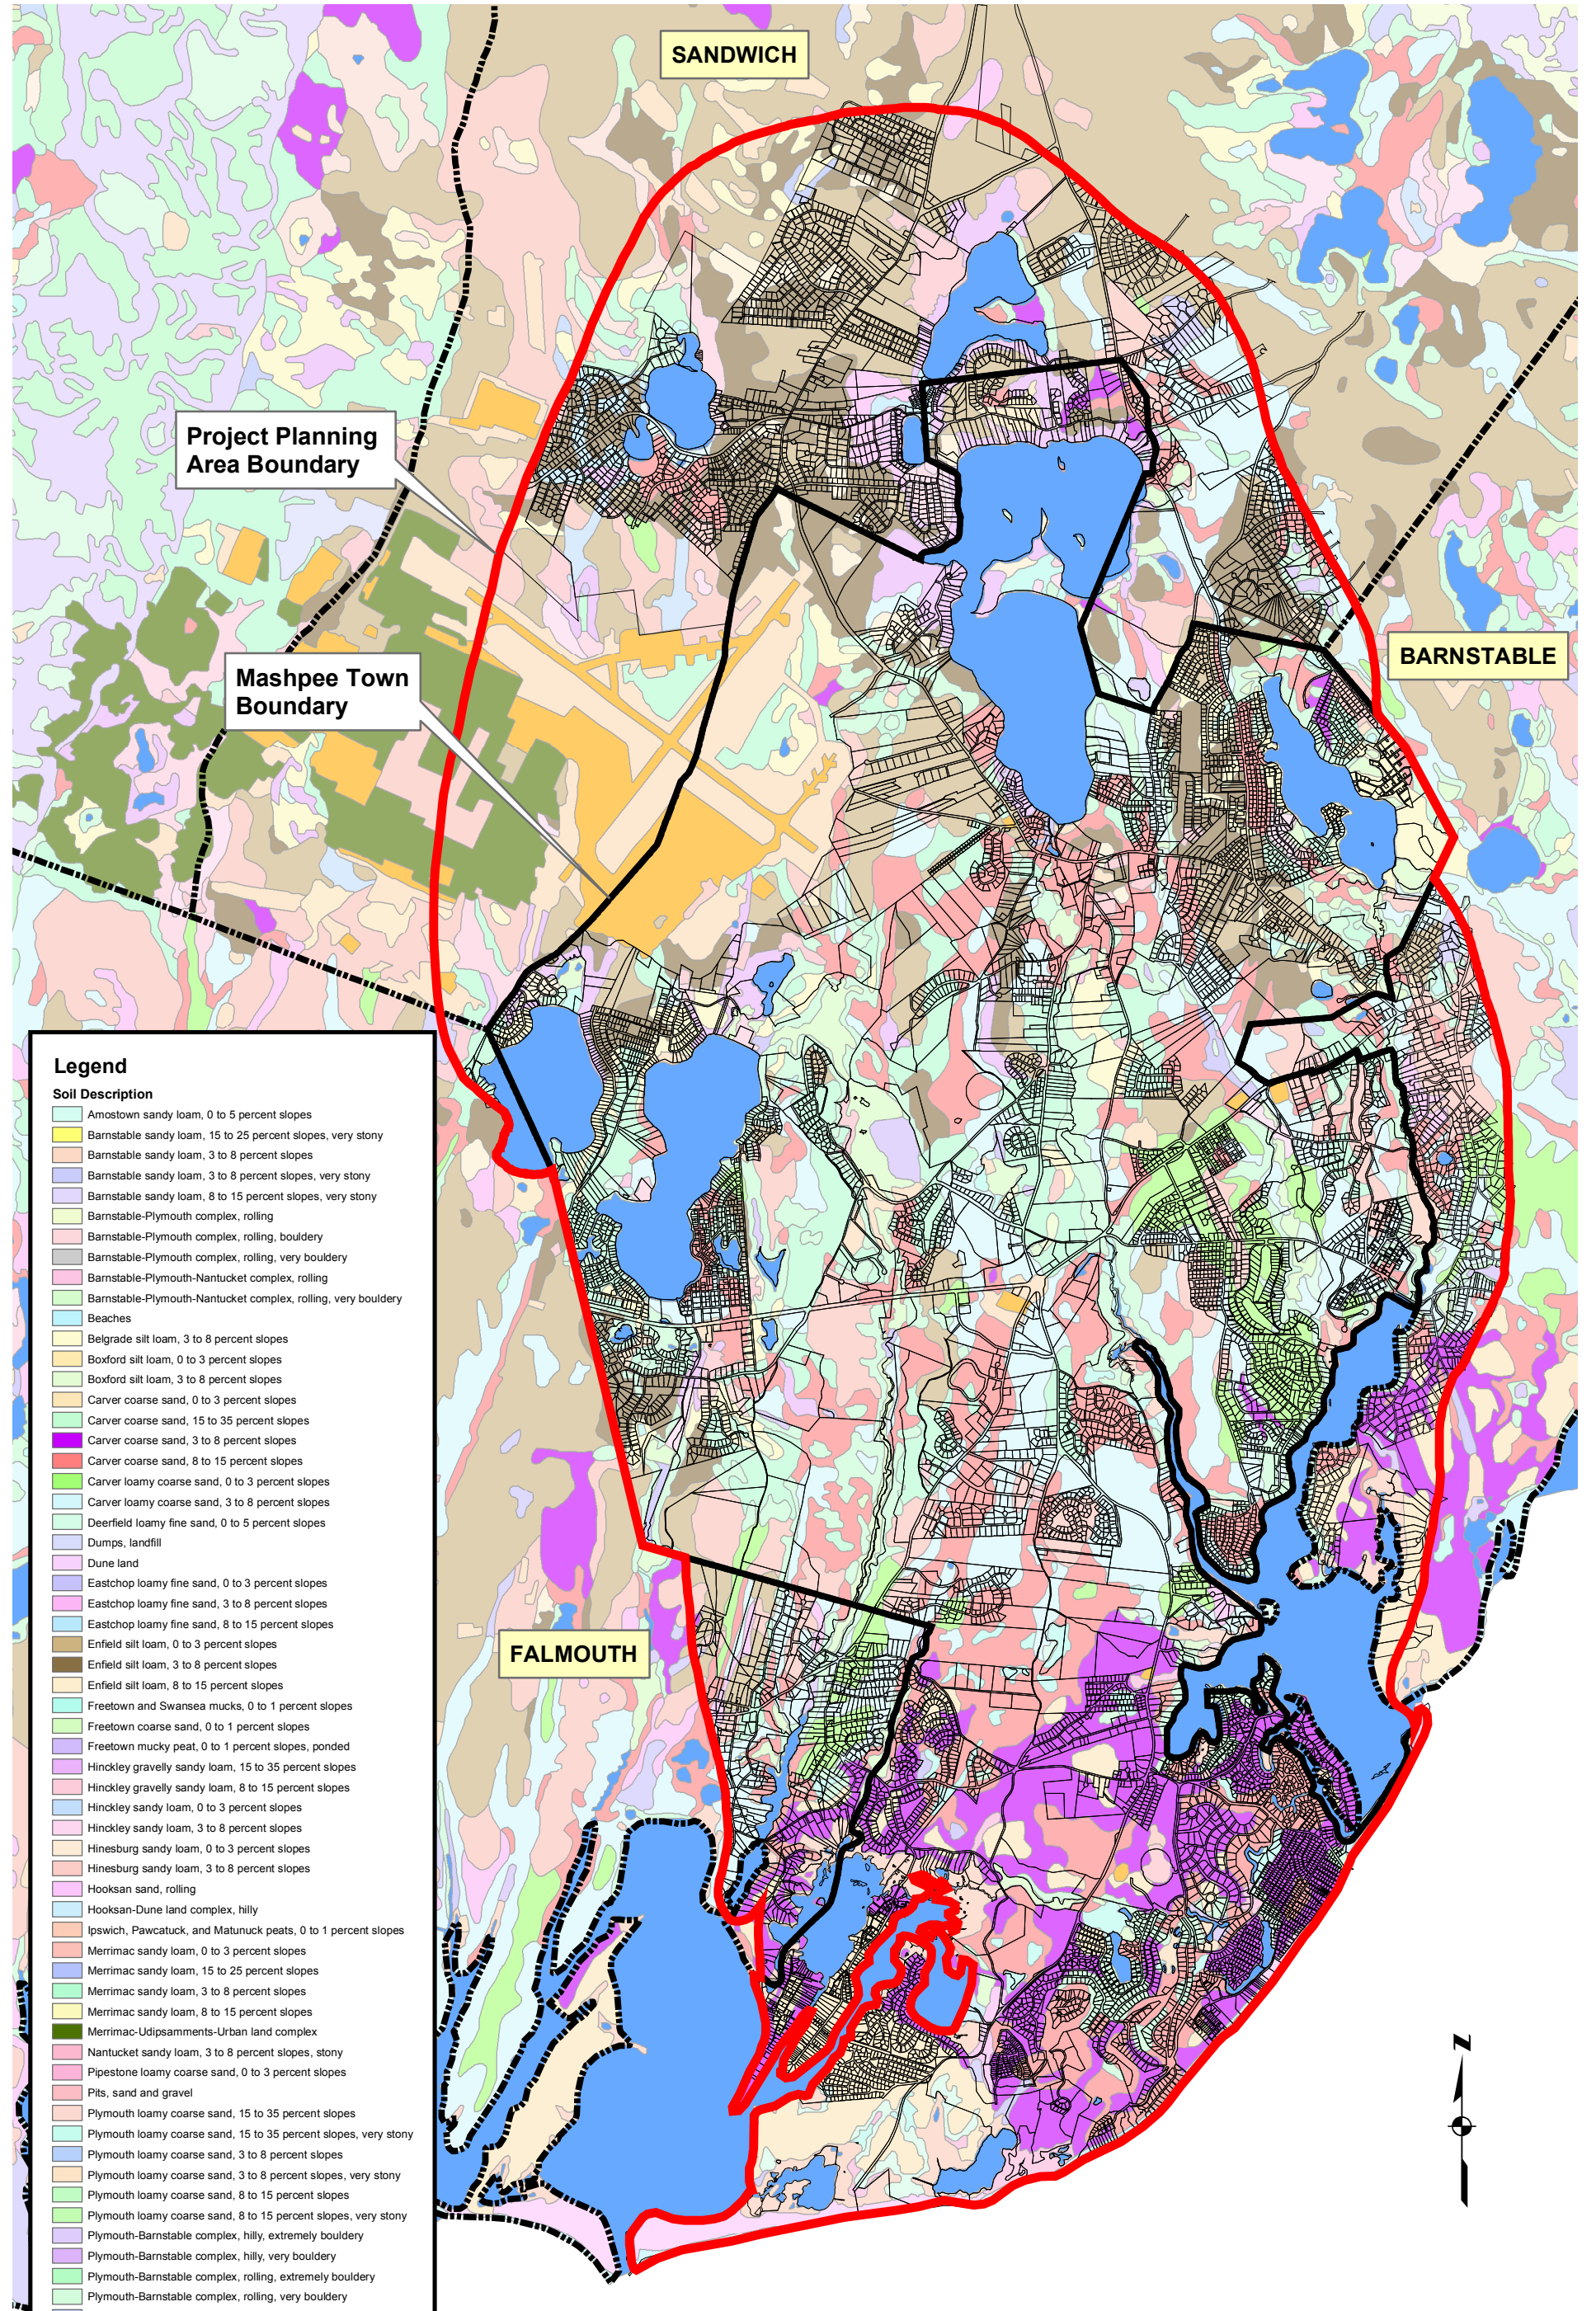 SANDWICH
Project Planning
Area Boundary
BARNSTABLE
Mashpee Town
Boundary
Legend
Soil Description
Amostown sandy loam, 0 to 5 percent slopes
Barnstable sandy loam, 15 to 25 percent slopes, very stony
Barnstable sandy loam, 3 to 8 percent slopes
Barnstable sandy loam, 3 to 8 percent slopes, very stony
Barnstable sandy loam, 8 to 15 percent slopes, very stony
Barnstable-Plymouth complex, rolling
Barnstable-Plymouth complex, rolling, bouldery
Barnstable-Plymouth complex, rolling, very bouldery
Barnstable-Plymouth-Nantucket complex, rolling
Barnstable-Plymouth-Nantucket complex, rolling, very bouldery
Beaches
Belgrade silt loam, 3 to 8 percent slopes
Boxford silt loam, 0 to 3 percent slopes
Boxford silt loam, 3 to 8 percent slopes
Carver coarse sand, 0 to 3 percent slopes
Carver coarse sand, 15 to 35 percent slopes
Carver coarse sand, 3 to 8 percent slopes
Carver coarse sand, 8 to 15 percent slopes
Carver loamy coarse sand, 0 to 3 percent slopes
Carver loamy coarse sand, 3 to 8 percent slopes
Deerfield loamy fine sand, 0 to 5 percent slopes
Dumps, landfill
Dune land
Eastchop loamy fine sand, 0 to 3 percent slopes
Eastchop loamy fine sand, 3 to 8 percent slopes
Eastchop loamy fine sand, 8 to 15 percent slopes
Enfield silt loam, 0 to 3 percent slopes
Enfield silt loam, 3 to 8 percent slopes
Enfield silt loam, 8 to 15 percent slopes
Freetown and Swansea mucks, 0 to 1 percent slopes
Freetown coarse sand, 0 to 1 percent slopes
Freetown mucky peat, 0 to 1 percent slopes, ponded
Hinckley gravelly sandy loam, 15 to 35 percent slopes
Hinckley gravelly sandy loam, 8 to 15 percent slopes
Hinckley sandy loam, 0 to 3 percent slopes
Hinckley sandy loam, 3 to 8 percent slopes
Hinesburg sandy loam, 0 to 3 percent slopes
Hinesburg sandy loam, 3 to 8 percent slopes
Hooksan sand, rolling
Hooksan-Dune land complex, hilly
Ipswich, Pawcatuck, and Matunuck peats, 0 to 1 percent slopes
Merrimac sandy loam, 0 to 3 percent slopes
Merrimac sandy loam, 15 to 25 percent slopes
Merrimac sandy loam, 3 to 8 percent slopes
Merrimac sandy loam, 8 to 15 percent slopes
Merrimac-Udipsamments-Urban land complex
Nantucket sandy loam, 3 to 8 percent slopes, stony
Pipestone loamy coarse sand, 0 to 3 percent slopes
Pits, sand and gravel
Plymouth loamy coarse sand, 15 to 35 percent slopes
Plymouth loamy coarse sand, 15 to 35 percent slopes, very stony
Plymouth loamy coarse sand, 3 to 8 percent slopes
Plymouth loamy coarse sand, 3 to 8 percent slopes, very stony
Plymouth loamy coarse sand, 8 to 15 percent slopes
Plymouth loamy coarse sand, 8 to 15 percent slopes, very stony
Plymouth-Barnstable complex, hilly, extremely bouldery
Plymouth-Barnstable complex, hilly, very bouldery
Plymouth-Barnstable complex, rolling, extremely bouldery
Plymouth-Barnstable complex, rolling, very bouldery
FALMOUTH
N